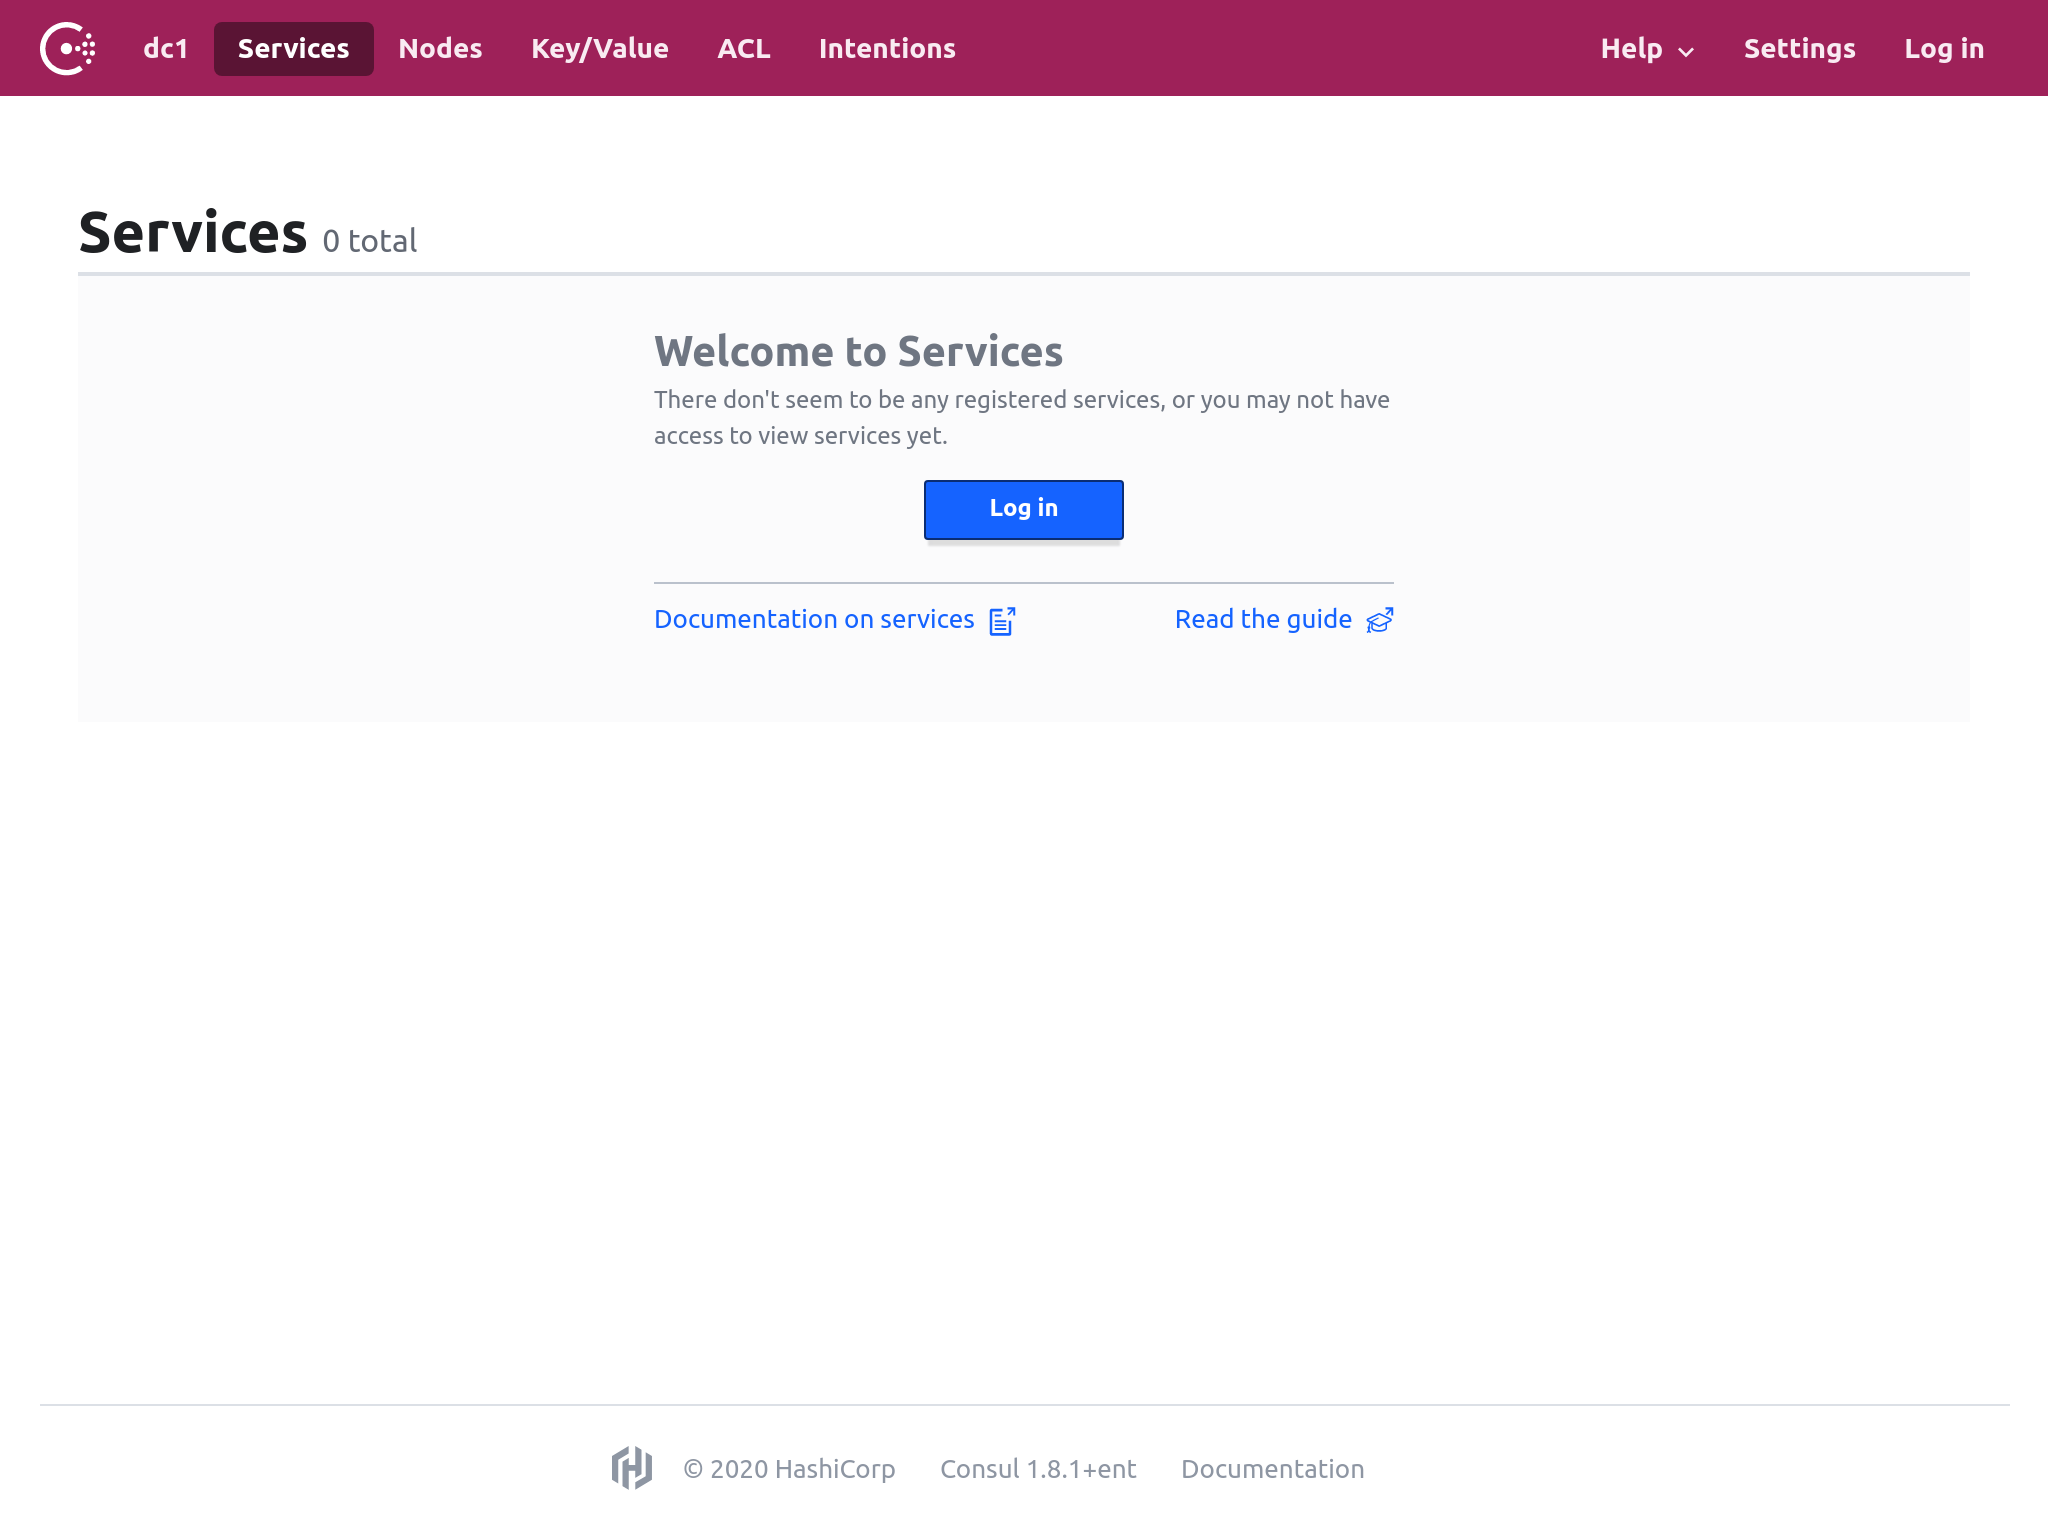 dc1 Services Nodes Key/Value ACL Intentions Help Settings Log in
Services 0 total
Welcome to Services
There don't seem to be any registered services, or you may not have
access to view services yet.
Log in
Documentation on services Read the guide
© 2020 HashiCorp Consul 1.8.1+ent Documentation